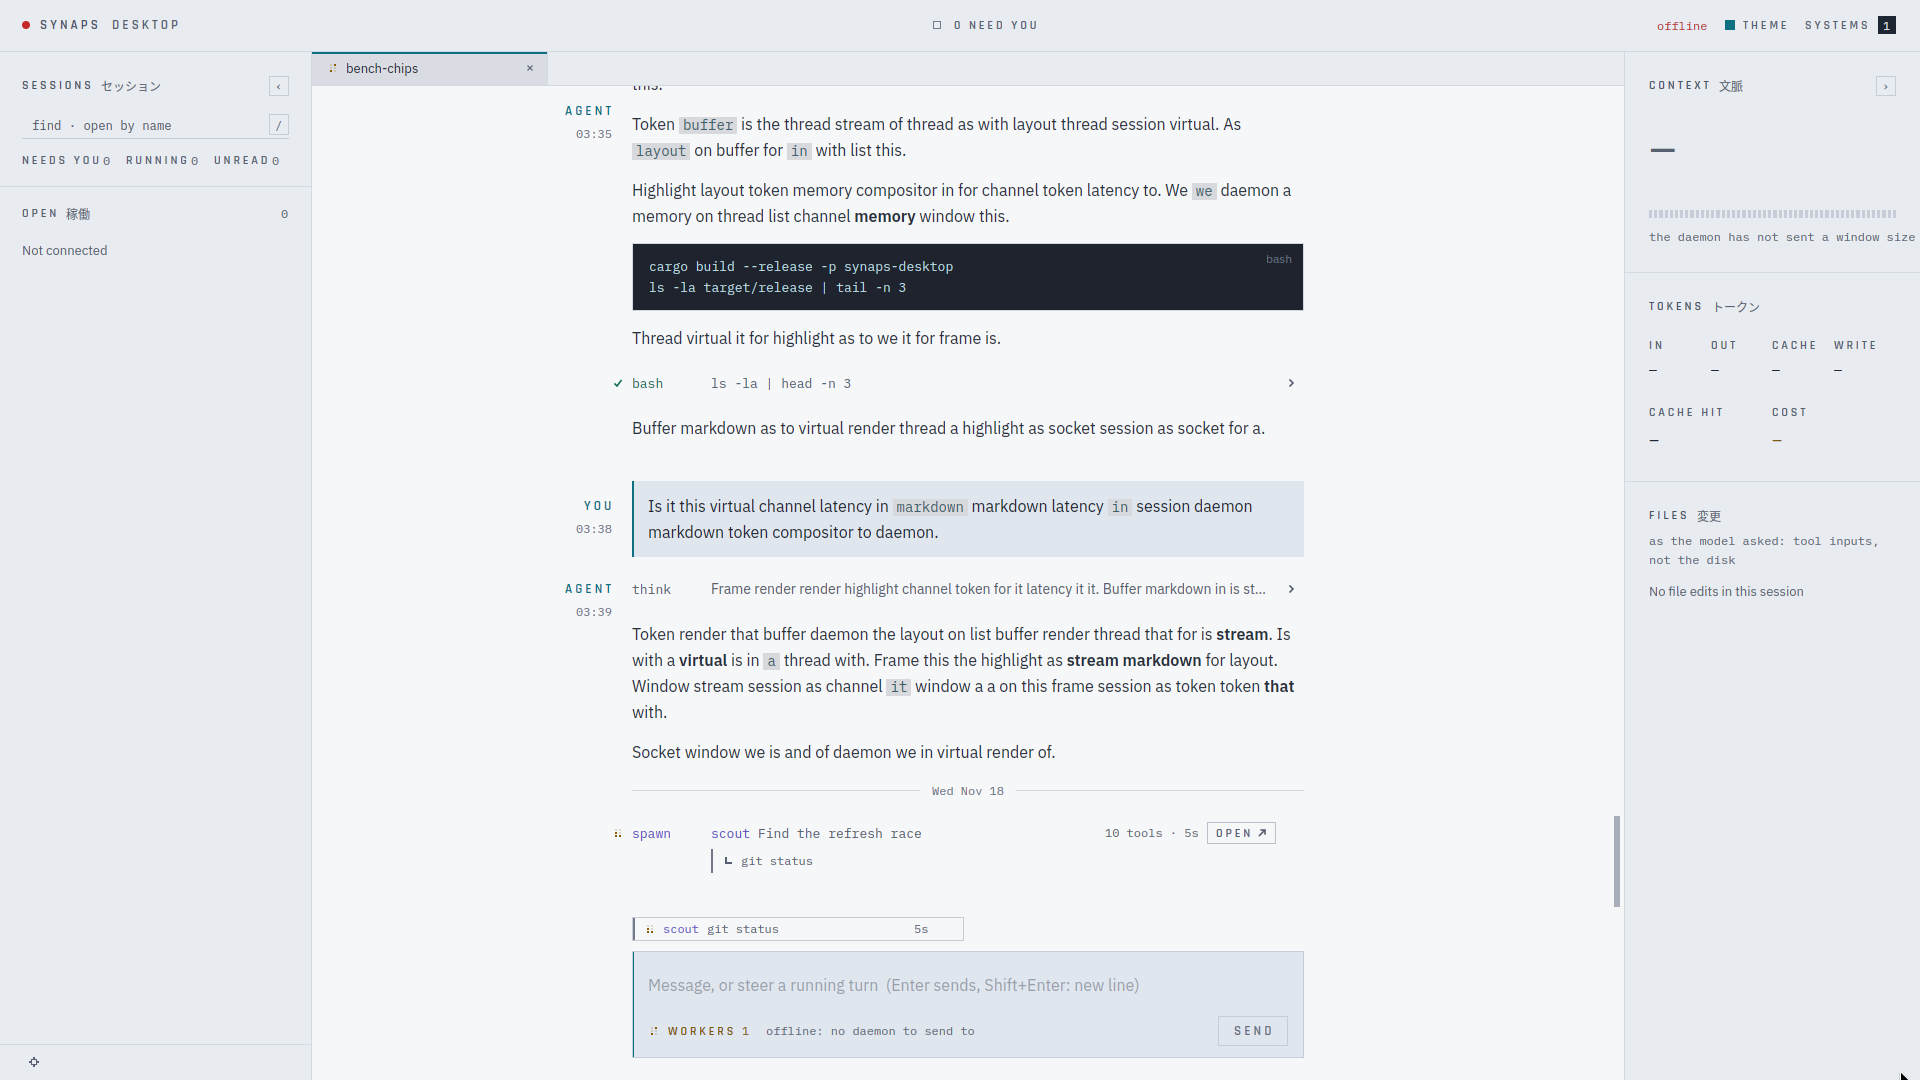 SYNAPS DESKTOP
0 NEED YOU
offline THEME SYSTEMS 1
SESSIONS セッション ‹
find · open by name /
NEEDS YOU 0 RUNNING 0 UNREAD 0
OPEN 稼働 0
Not connected
bench-chips ×
AGENT
03:35
Token buffer is the thread stream of thread as with layout thread session virtual. As
layout on buffer for in with list this.
Highlight layout token memory compositor in for channel token latency to. We we daemon a
memory on thread list channel memory window this.
bash
cargo build --release -p synaps-desktop
ls -la target/release | tail -n 3
Thread virtual it for highlight as to we it for frame is.
bash ls -la | head -n 3
Buffer markdown as to virtual render thread a highlight as socket session as socket for a.
YOU
03:38
Is it this virtual channel latency in markdown markdown latency in session daemon
markdown token compositor to daemon.
AGENT
03:39
think Frame render render highlight channel token for it latency it it. Buffer markdown in is st…
Token render that buffer daemon the layout on list buffer render thread that for is stream. Is
with a virtual is in a thread with. Frame this the highlight as stream markdown for layout.
Window stream session as channel it window a a on this frame session as token token that
with.
Socket window we is and of daemon we in virtual render of.
Wed Nov 18
spawn scout Find the refresh race 10 tools · 5s OPEN
git status
scout git status 5s
Message, or steer a running turn (Enter sends, Shift+Enter: new line)
WORKERS 1 offline: no daemon to send to SEND
CONTEXT 文脈 ›
—
the daemon has not sent a window size
TOKENS トークン
IN OUT CACHE WRITE
— — — —
CACHE HIT COST
— —
FILES 変更
as the model asked: tool inputs,
not the disk
No file edits in this session